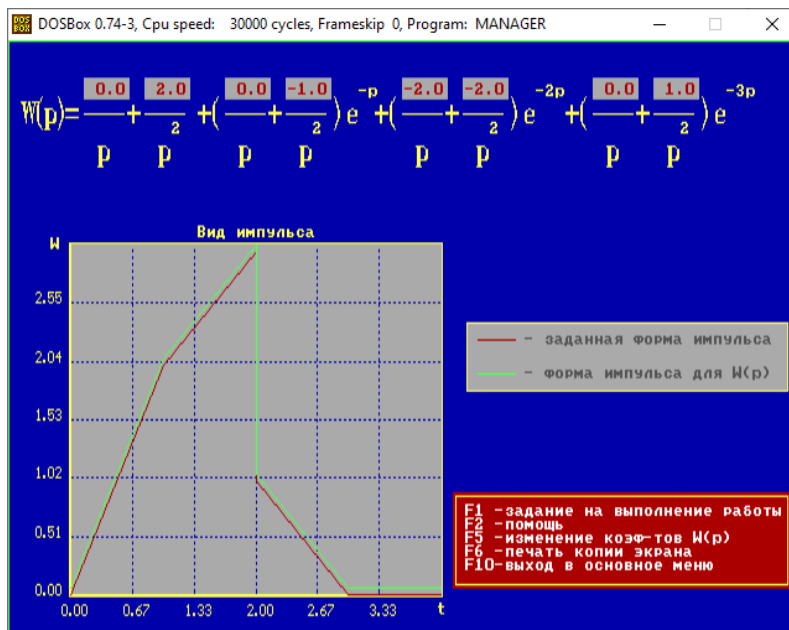 DOSBox 0.74-3, Cpu speed: 30000 cycles, Frameskip 0, Program: MANAGER
W(p)= 0.0/p + 2.0/p² +( 0.0/p + -1.0/p² ) e^-p +( -2.0/p + -2.0/p² ) e^-2p +( 0.0/p + 1.0/p² ) e^-3p
Вид импульса
W
2.55
2.04
1.53
1.02
0.51
0.00
0.00 0.67 1.33 2.00 2.67 3.33 t
- заданная форма импульса
- форма импульса для W(p)
F1 -задание на выполнение работы
F2 -помощь
F5 -изменение коэф-тов W(p)
F6 -печать копии экрана
F10-выход в основное меню